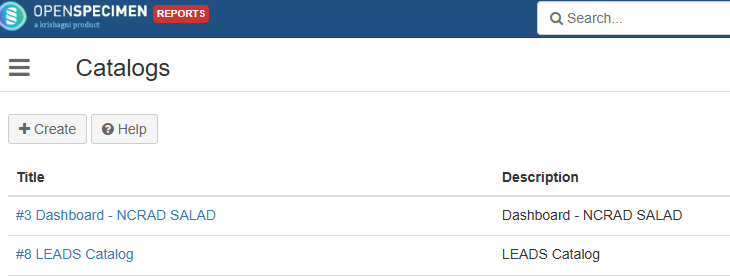 OPENSPECIMEN REPORTS
a krishagni product
Search...
Catalogs
Create Help
Title Description
#3 Dashboard - NCRAD SALAD Dashboard - NCRAD SALAD
#8 LEADS Catalog LEADS Catalog